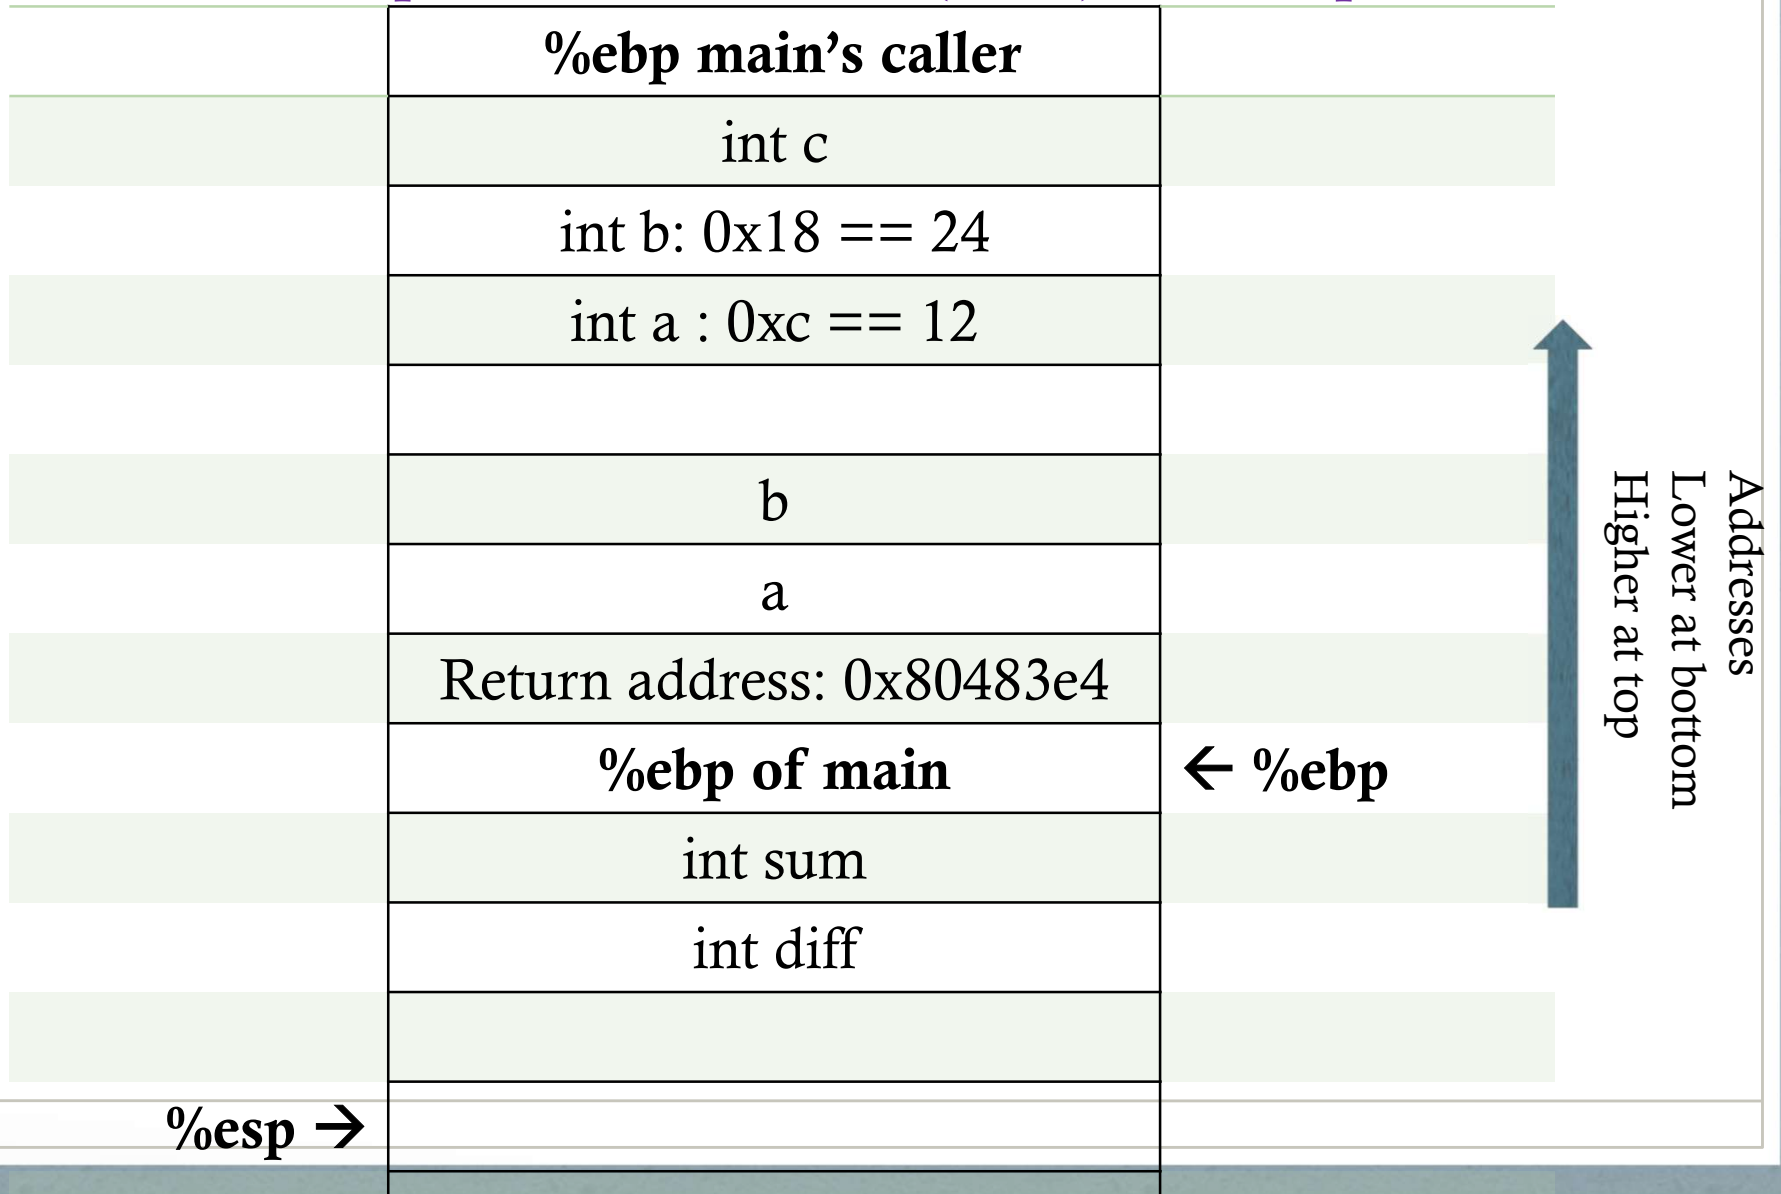 %ebp main’s caller
int c
int b: 0x18 == 24
int a : 0xc == 12
b
a
Return address: 0x80483e4
%ebp of main
← %ebp
int sum
int diff
%esp →
Addresses
Lower at bottom
Higher at top